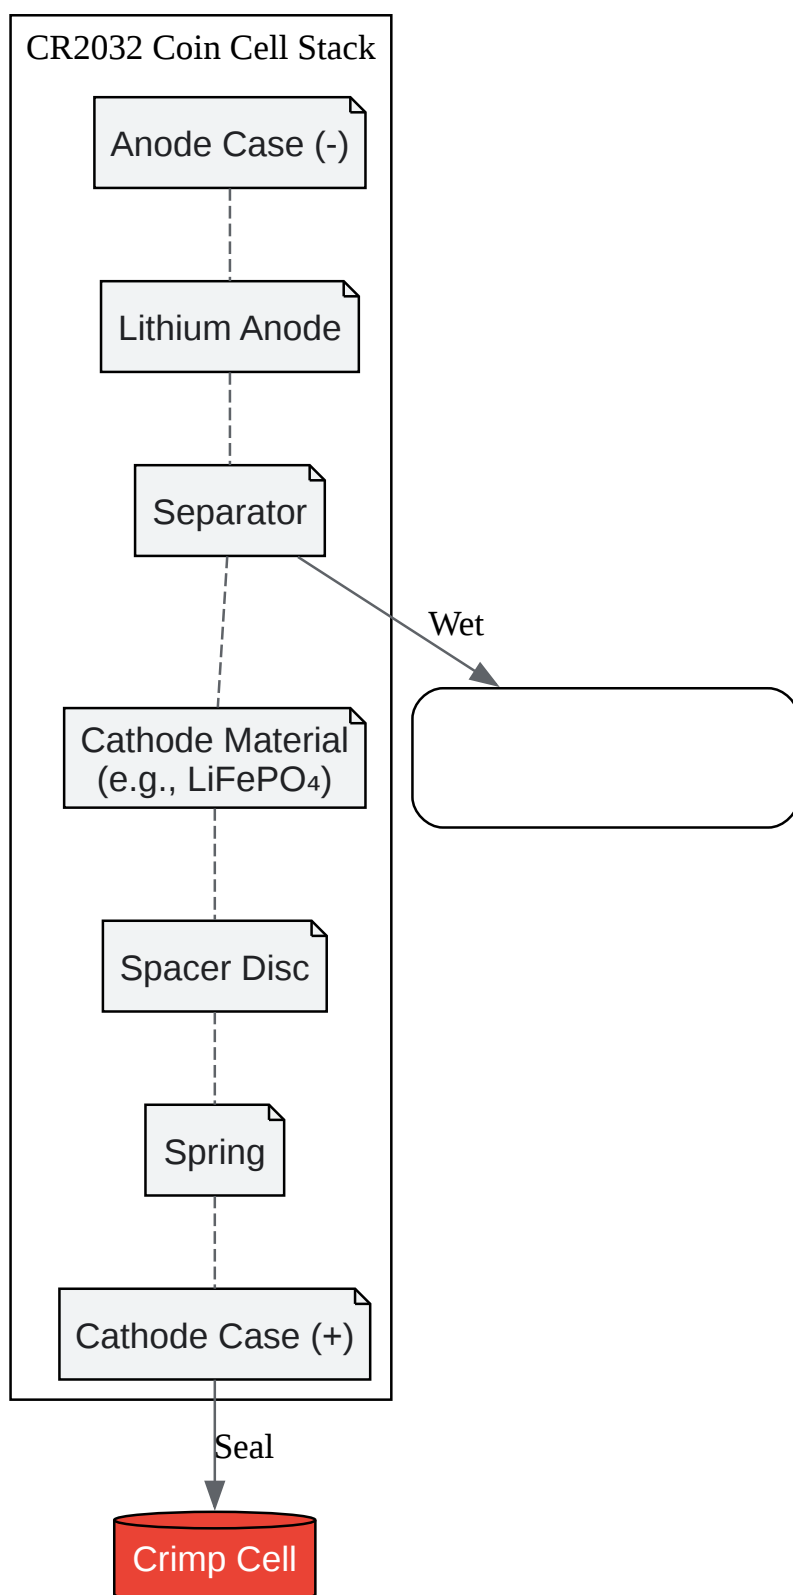 CR2032 Coin Cell Stack
Anode Case (-)
Lithium Anode
Separator
Wet
Cathode Material
(e.g., LiFePO₄)
Spacer Disc
Spring
Cathode Case (+)
Seal
Crimp Cell